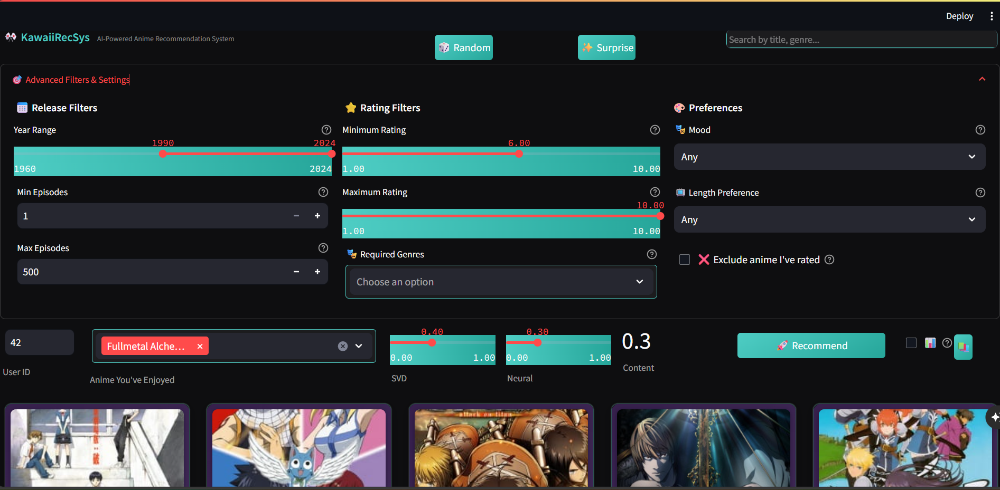 Deploy
KawaiiRecSys AI-Powered Anime Recommendation System
Random
Surprise
Search by title, genre...
Advanced Filters & Settings
Release Filters
Year Range
1990 2024
1960 2024
Min Episodes
1
Max Episodes
500
Rating Filters
Minimum Rating
6.00
1.00 10.00
Maximum Rating
10.00
1.00 10.00
Required Genres
Choose an option
Preferences
Mood
Any
Length Preference
Any
Exclude anime I've rated
42
User ID
Fullmetal Alche...
Anime You've Enjoyed
0.40
0.00 1.00
SVD
0.30
0.00 1.00
Neural
0.3
Content
Recommend
attack on titan